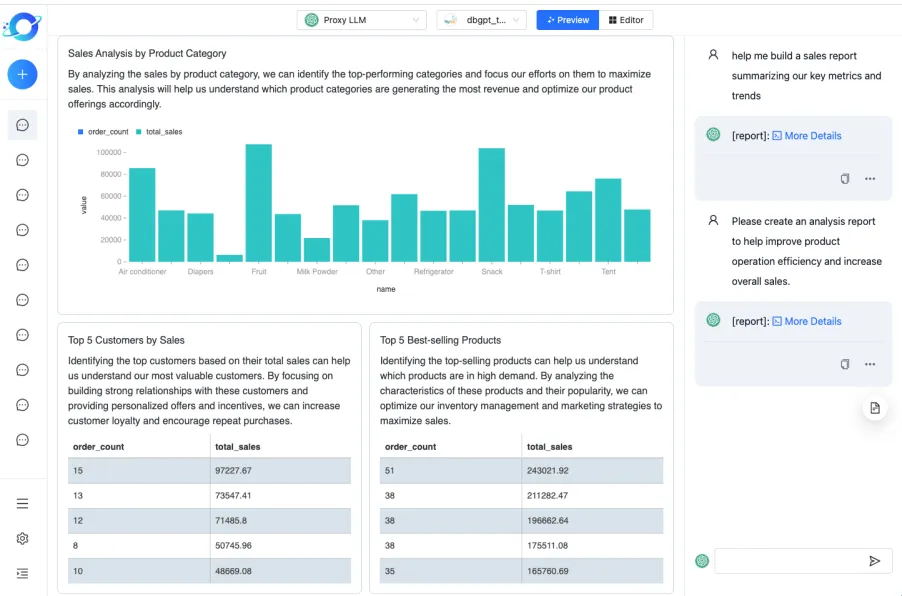 Proxy LLM
dbgpt_t...
Preview
Editor
Sales Analysis by Product Category
By analyzing the sales by product category, we can identify the top-performing categories and focus our efforts on them to maximize
sales. This analysis will help us understand which product categories are generating the most revenue and optimize our product
offerings accordingly.
order_count total_sales
100000
80000
60000
40000
20000
0
value
Air conditioner Diapers Fruit Milk Powder Other Refrigerator Snack T-shirt Tent
name
Top 5 Customers by Sales
Identifying the top customers based on their total sales can help
us understand our most valuable customers. By focusing on
building strong relationships with these customers and
providing personalized offers and incentives, we can increase
customer loyalty and encourage repeat purchases.
order_count total_sales
15 97227.67
13 73547.41
12 71485.8
8 50745.96
10 48669.08
Top 5 Best-selling Products
Identifying the top-selling products can help us understand
which products are in high demand. By analyzing the
characteristics of these products and their popularity, we can
optimize our inventory management and marketing strategies to
maximize sales.
order_count total_sales
51 243021.92
38 211282.47
38 196662.64
38 175511.08
35 165760.69
help me build a sales report
summarizing our key metrics and
trends
[report]: More Details
Please create an analysis report
to help improve product
operation efficiency and increase
overall sales.
[report]: More Details